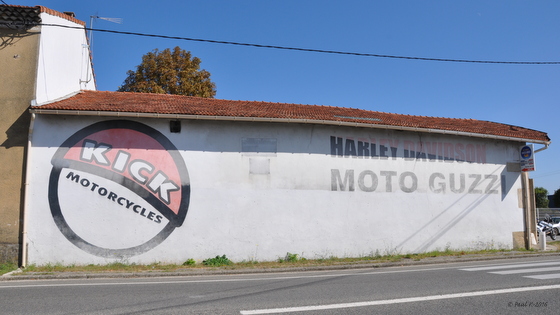 KICK
MOTORCYCLES
HARLEY DAVIDSON
MOTO GUZZI